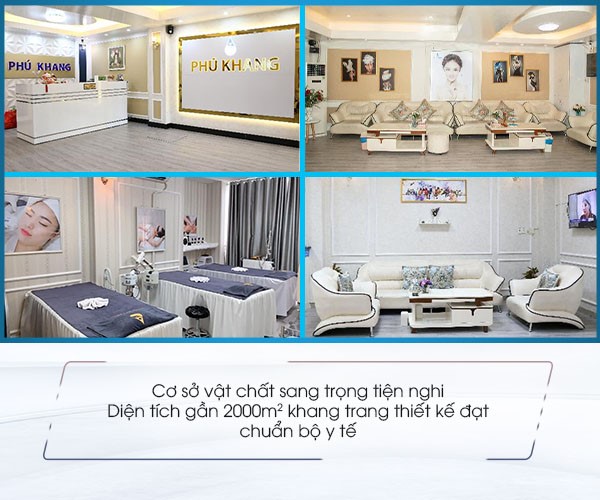 PHÚ KHANG
PHÚ KHANG
Cơ sở vật chất sang trọng tiện nghi
Diện tích gần 2000m² khang trang thiết kế đạt
chuẩn bộ y tế